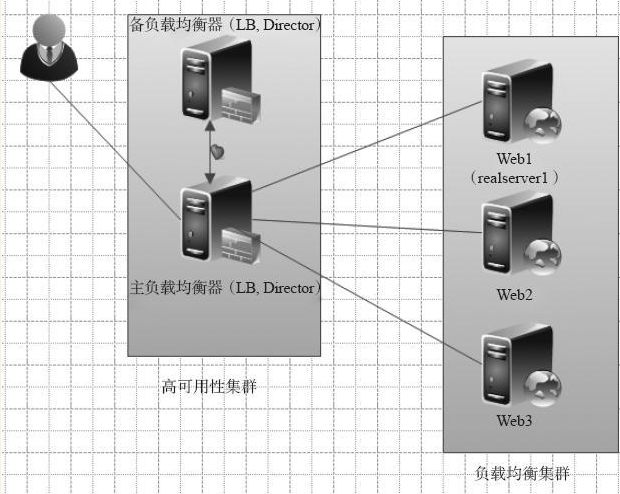 备负载均衡器（LB, Director）
主负载均衡器（LB, Director）
高可用性集群
Web1
（realserver1）
Web2
Web3
负载均衡集群